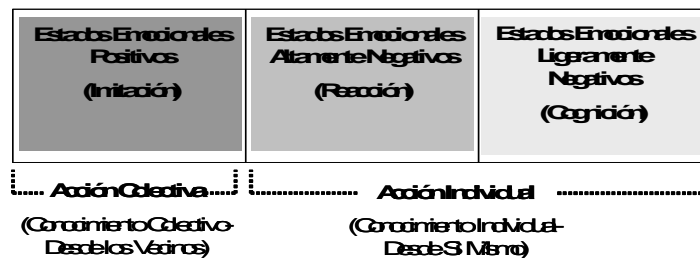 Estados Emocionales
Positivos
(Imitación)
Estados Emocionales
Altamente Negativos
(Reacción)
Estados Emocionales
Ligeramente
Negativos
(Cognición)
Acción Colectiva
(Conocimiento Colectivo-
Desde los Vecinos)
Acción Individual
(Conocimiento Individual-
Desde Sí Mismo)